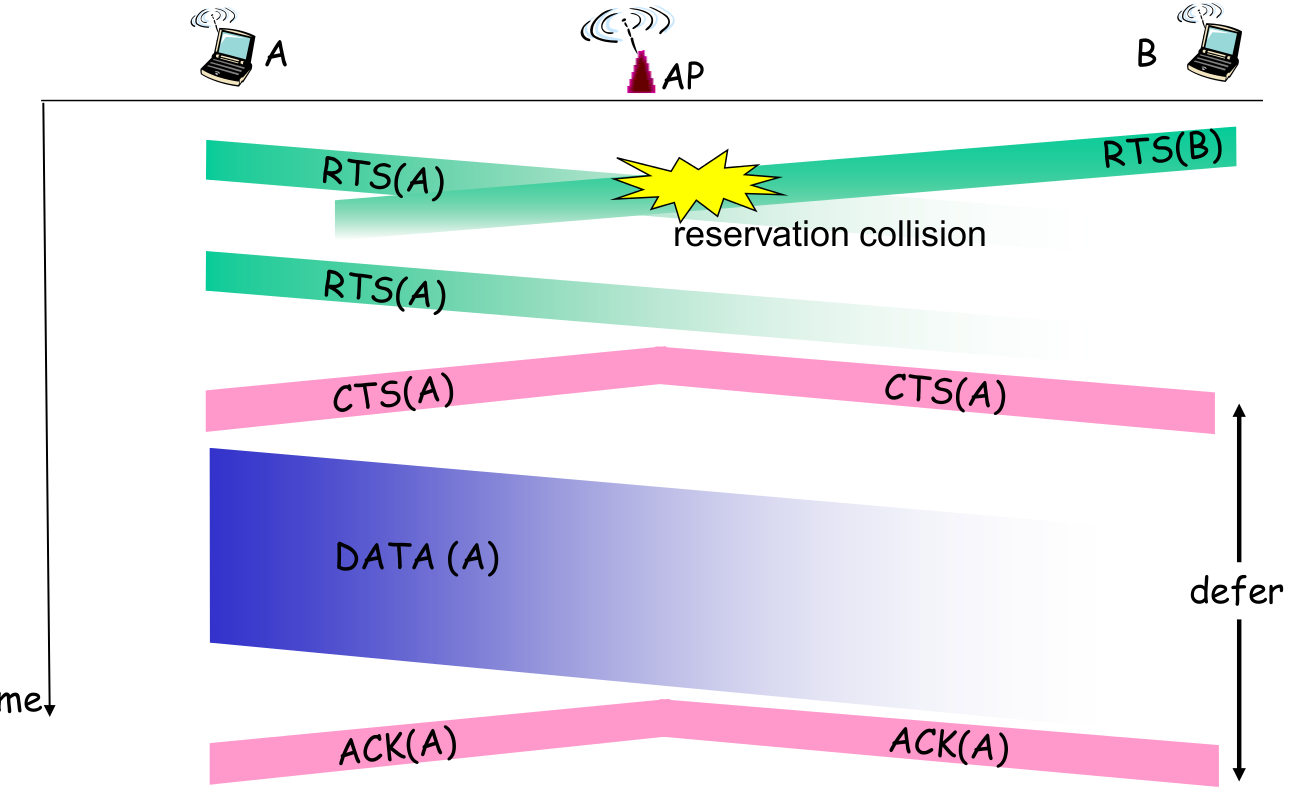 A
AP
B
RTS(A)
RTS(B)
reservation collision
RTS(A)
CTS(A)
CTS(A)
DATA (A)
defer
me
ACK(A)
ACK(A)